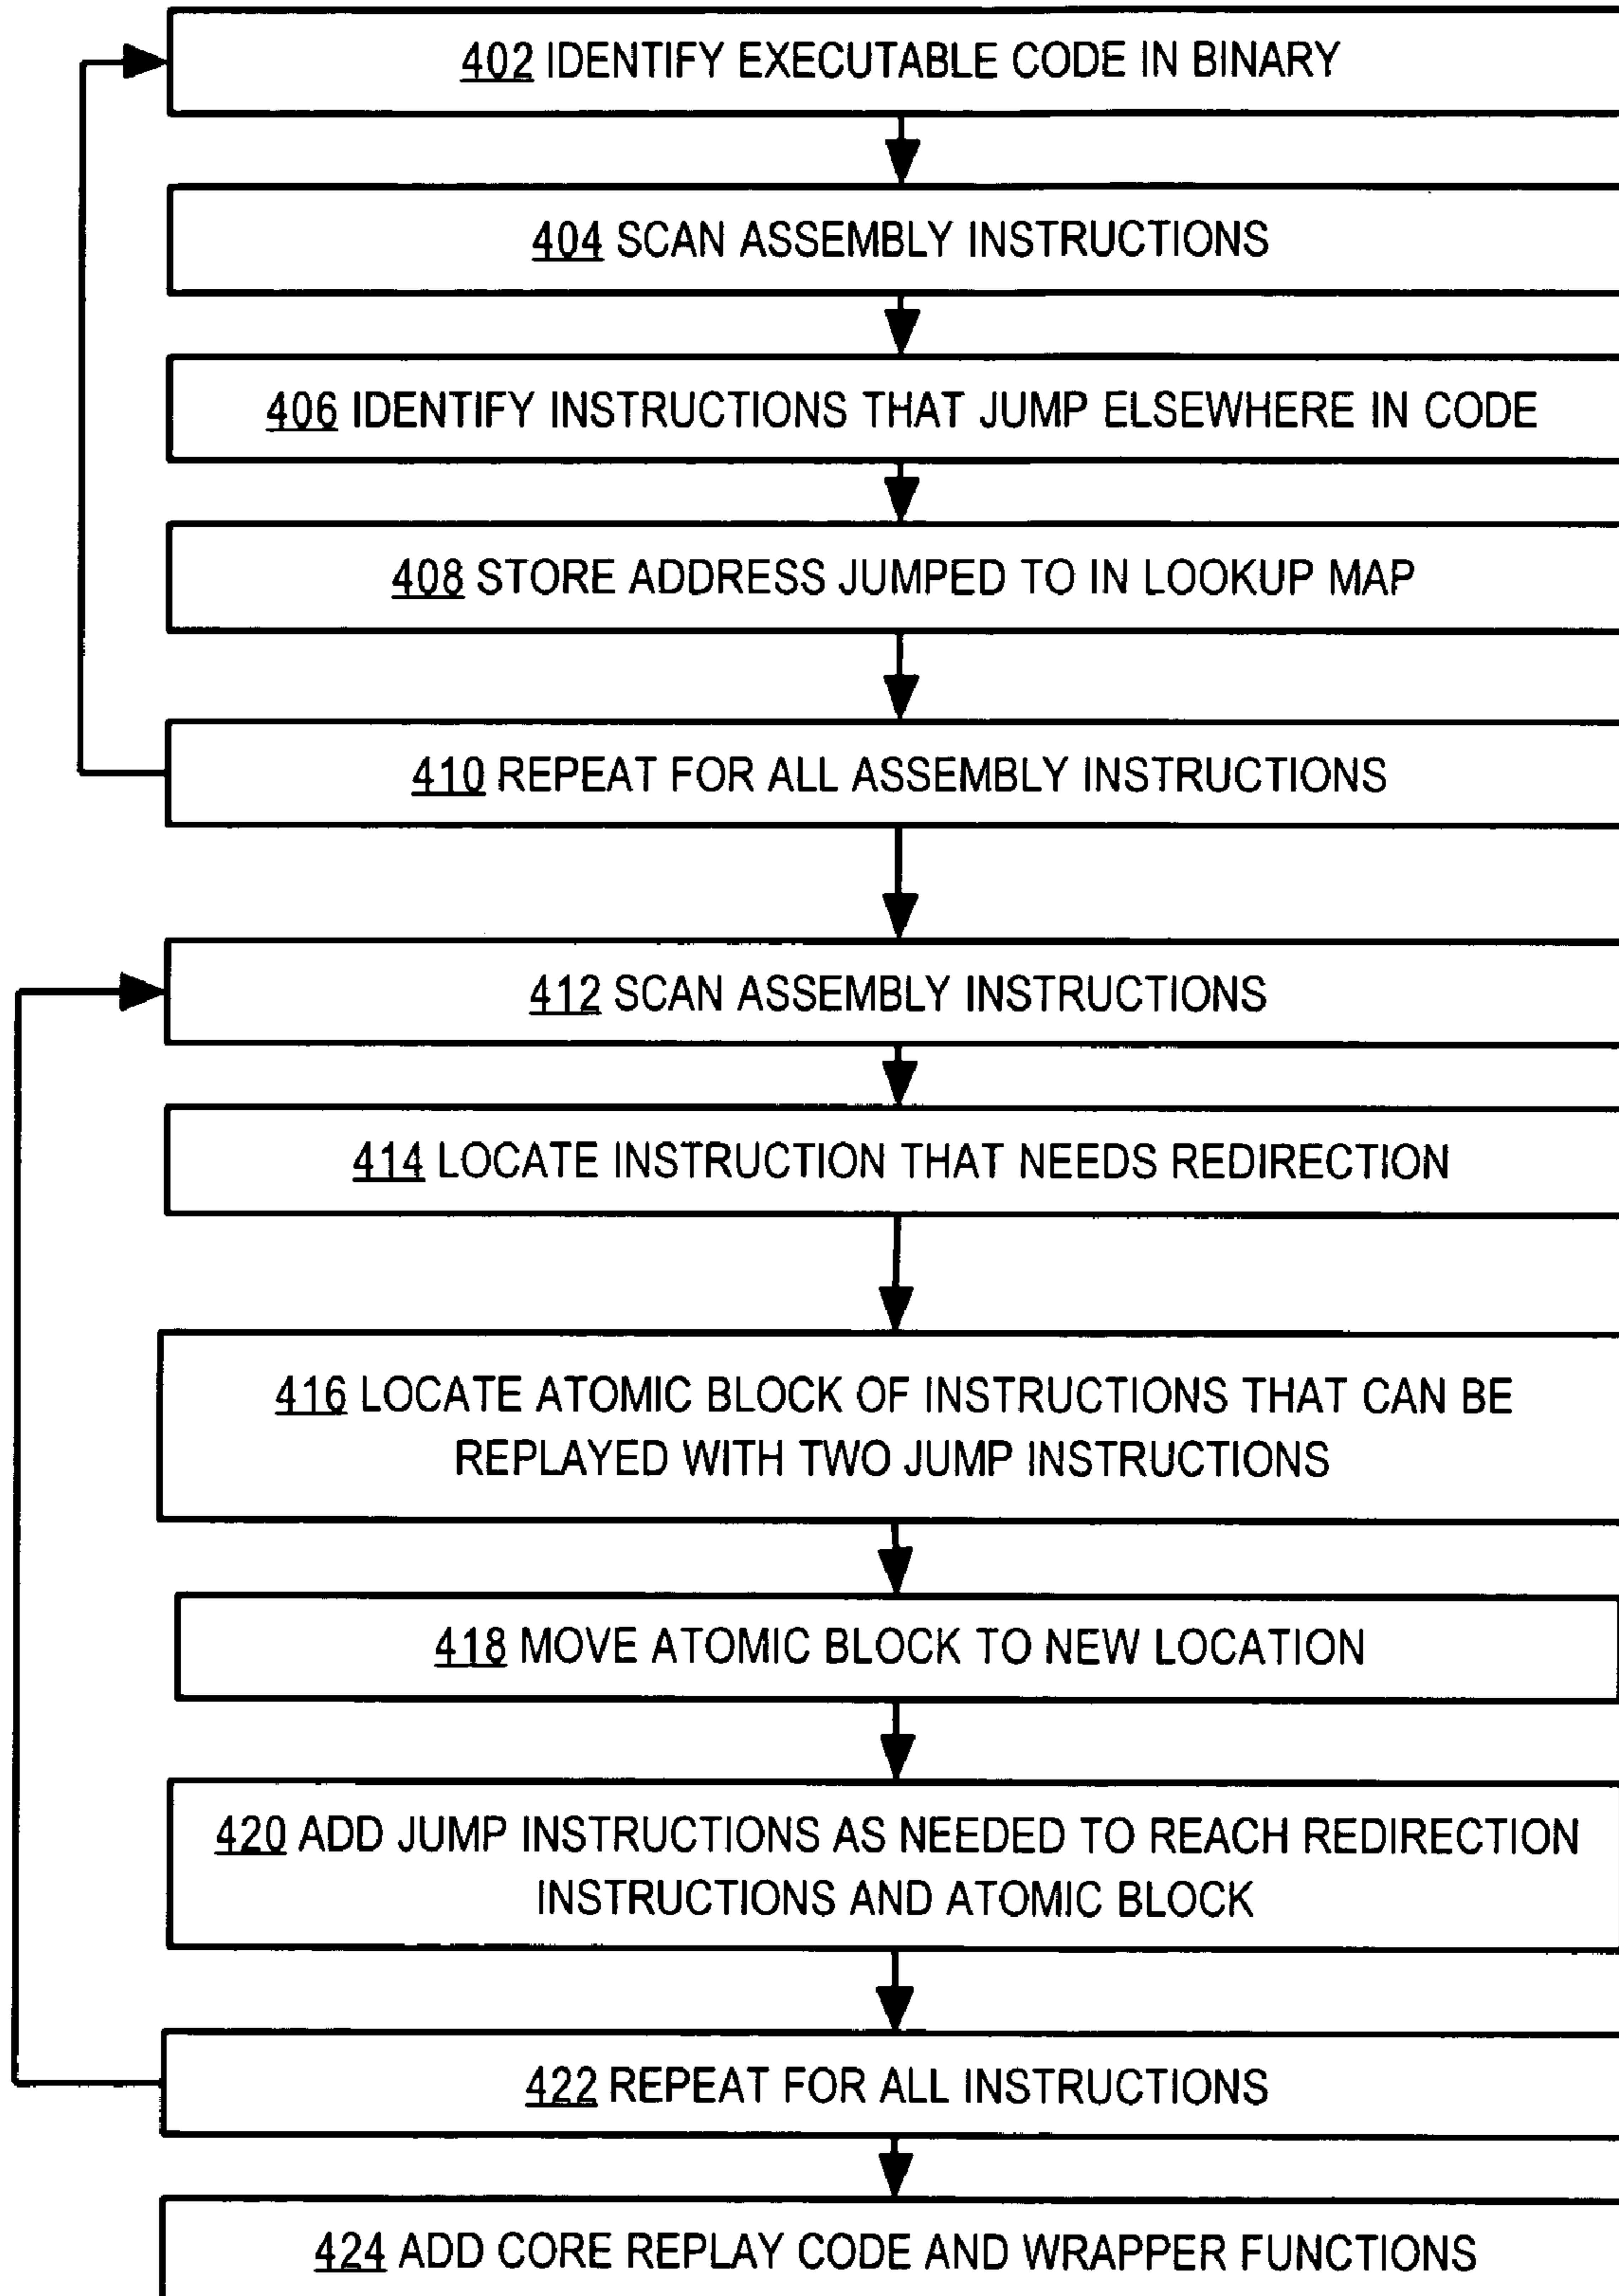 402 IDENTIFY EXECUTABLE CODE IN BINARY
404 SCAN ASSEMBLY INSTRUCTIONS
406 IDENTIFY INSTRUCTIONS THAT JUMP ELSEWHERE IN CODE
408 STORE ADDRESS JUMPED TO IN LOOKUP MAP
410 REPEAT FOR ALL ASSEMBLY INSTRUCTIONS
412 SCAN ASSEMBLY INSTRUCTIONS
414 LOCATE INSTRUCTION THAT NEEDS REDIRECTION
416 LOCATE ATOMIC BLOCK OF INSTRUCTIONS THAT CAN BE
REPLAYED WITH TWO JUMP INSTRUCTIONS
418 MOVE ATOMIC BLOCK TO NEW LOCATION
420 ADD JUMP INSTRUCTIONS AS NEEDED TO REACH REDIRECTION
INSTRUCTIONS AND ATOMIC BLOCK
422 REPEAT FOR ALL INSTRUCTIONS
424 ADD CORE REPLAY CODE AND WRAPPER FUNCTIONS